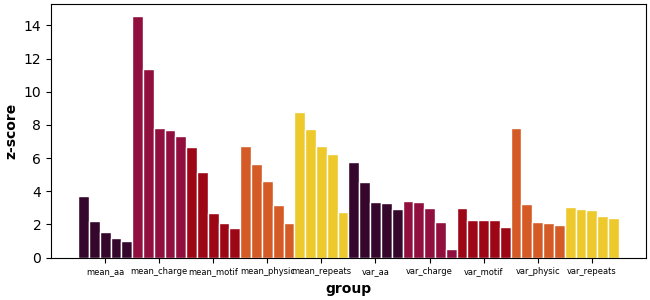 14
12
10
8
6
4
2
0
z-score
mean_aa mean_charge mean_motif mean_physic mean_repeats var_aa var_charge var_motif var_physic var_repeats
group